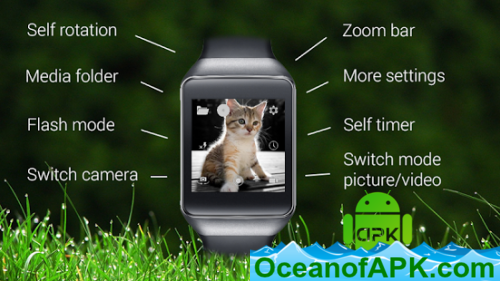 Self rotation
Media folder
Flash mode
Switch camera
Zoom bar
More settings
Self timer
Switch mode
picture/video
APK
OceanofAPK.com